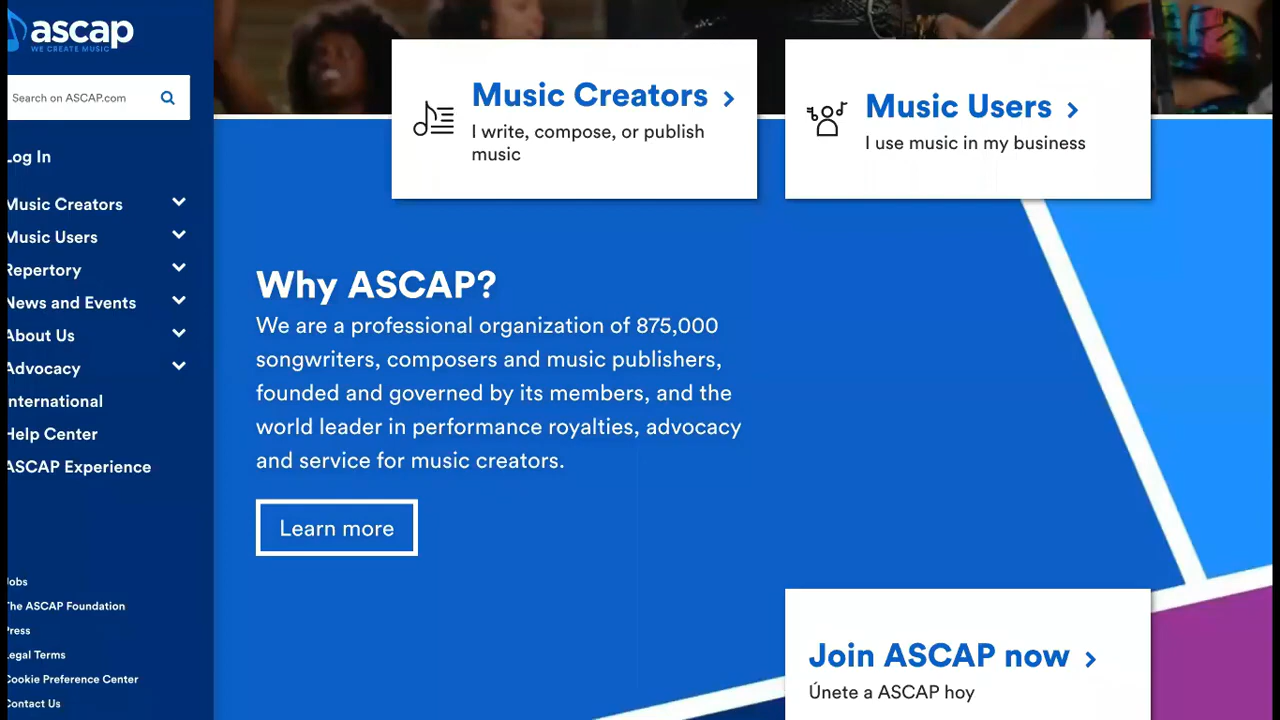 ascap
WE CREATE MUSIC
Search on ASCAP.com
Log In
Music Creators
Music Users
Repertory
News and Events
About Us
Advocacy
International
Help Center
ASCAP Experience
Jobs
The ASCAP Foundation
Press
Legal Terms
Cookie Preference Center
Contact Us
Music Creators
I write, compose, or publish
music
Music Users
I use music in my business
Why ASCAP?
We are a professional organization of 875,000
songwriters, composers and music publishers,
founded and governed by its members, and the
world leader in performance royalties, advocacy
and service for music creators.
Learn more
Join ASCAP now
Únete a ASCAP hoy